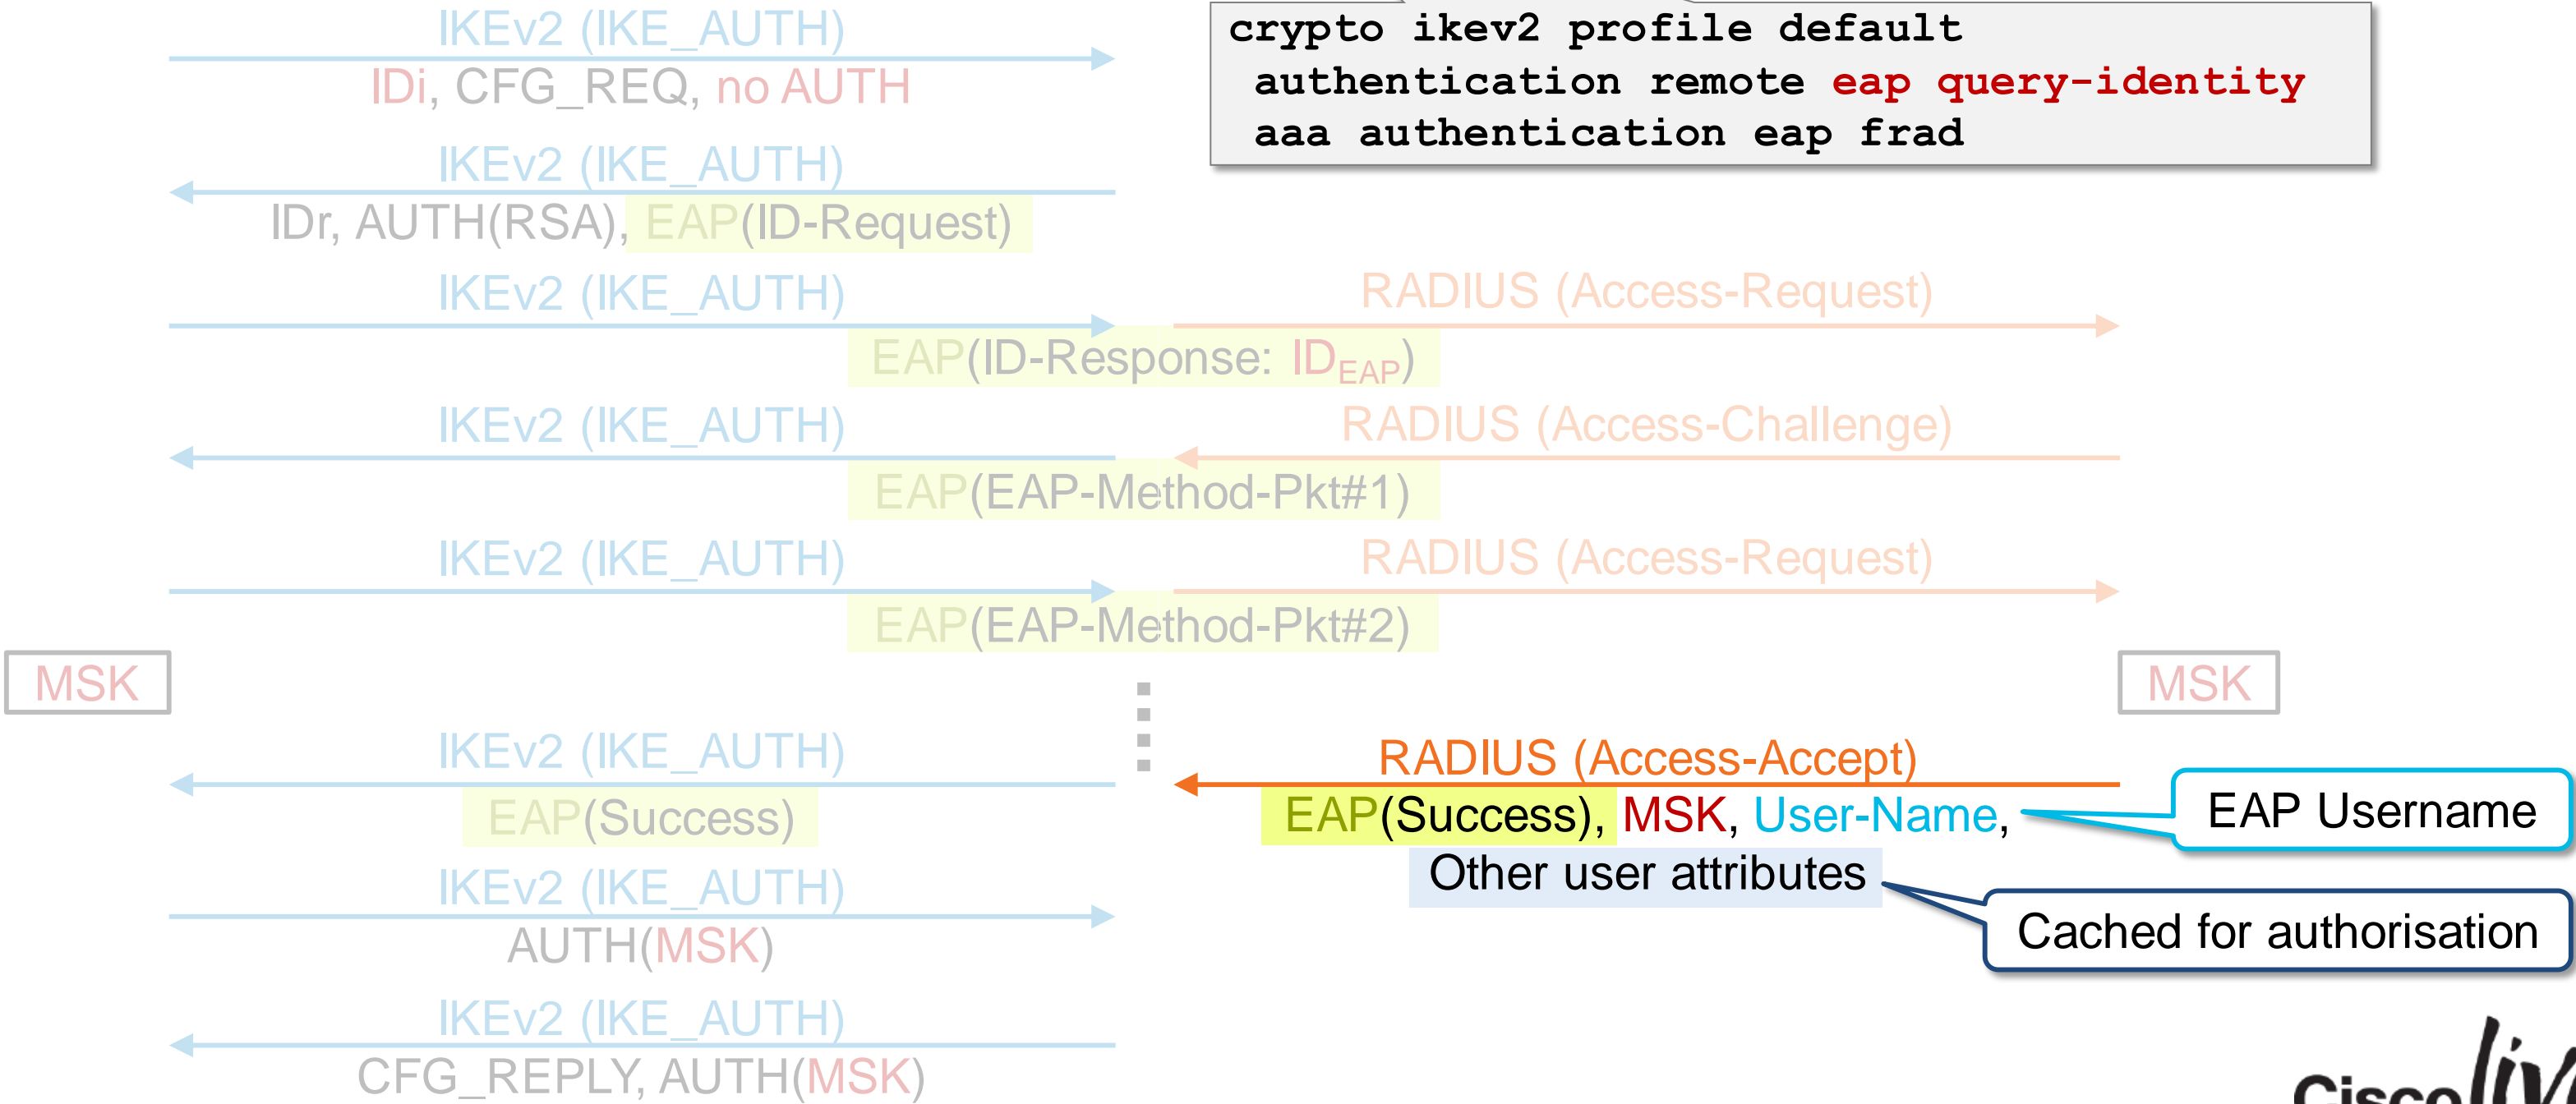 crypto ikev2 profile default
authentication remote eap query-identity
aaa authentication eap frad
IKEv2 (IKE_AUTH)
IDi, CFG_REQ, no AUTH
IKEv2 (IKE_AUTH)
IDr, AUTH(RSA), EAP(ID-Request)
IKEv2 (IKE_AUTH)
RADIUS (Access-Request)
EAP(ID-Response: IDEAP)
IKEv2 (IKE_AUTH)
RADIUS (Access-Challenge)
EAP(EAP-Method-Pkt#1)
IKEv2 (IKE_AUTH)
RADIUS (Access-Request)
EAP(EAP-Method-Pkt#2)
MSK
MSK
IKEv2 (IKE_AUTH)
RADIUS (Access-Accept)
EAP(Success)
EAP(Success), MSK, User-Name,
EAP Username
Other user attributes
IKEv2 (IKE_AUTH)
Cached for authorisation
AUTH(MSK)
IKEv2 (IKE_AUTH)
CFG_REPLY, AUTH(MSK)
Cisco